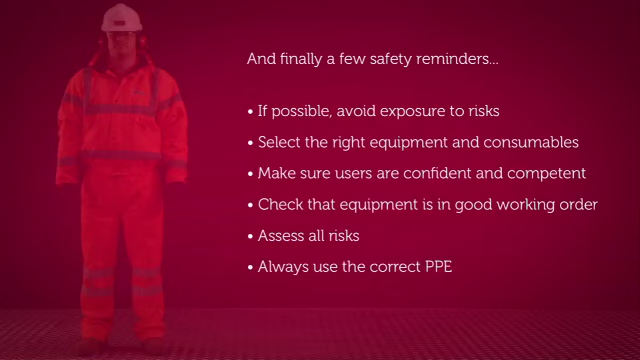 And finally a few safety reminders...
• If possible, avoid exposure to risks
• Select the right equipment and consumables
• Make sure users are confident and competent
• Check that equipment is in good working order
• Assess all risks
• Always use the correct PPE